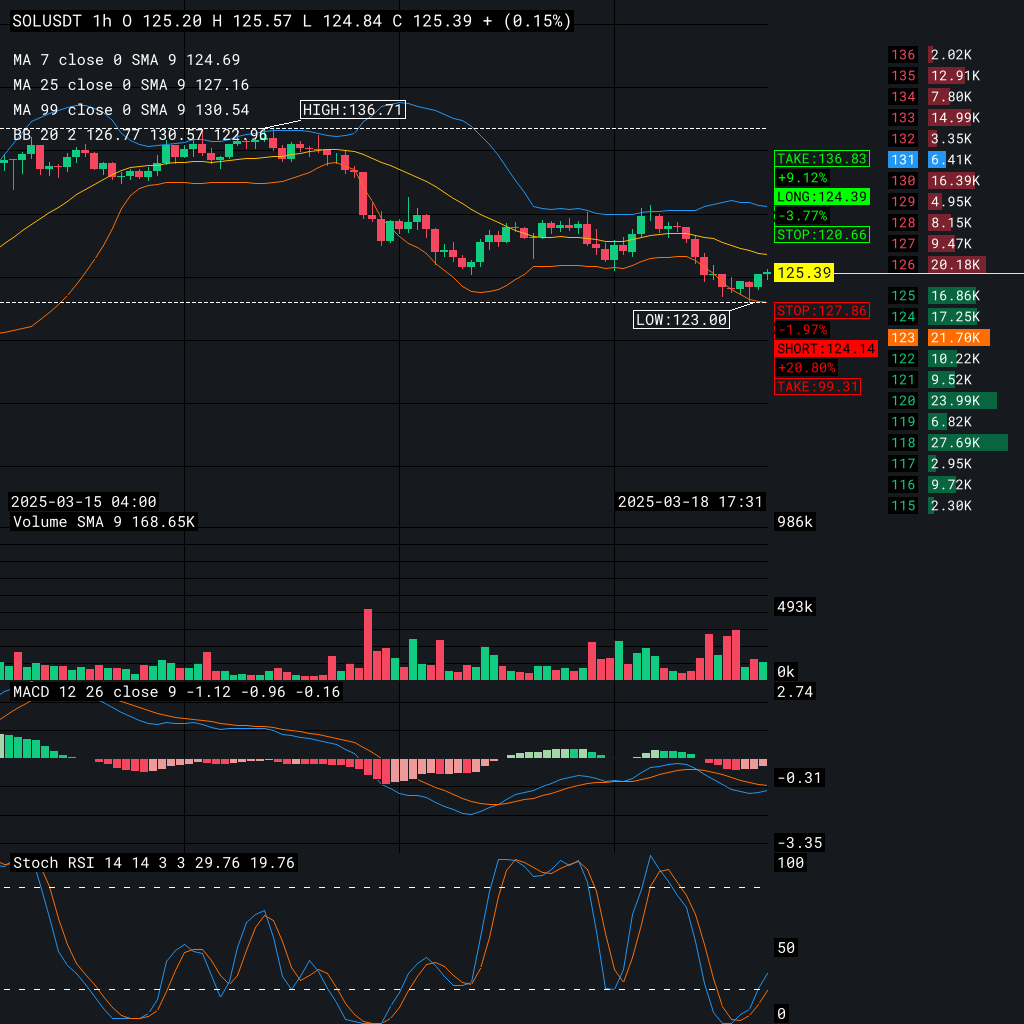 SOLUSDT 1h O 125.20 H 125.57 L 124.84 C 125.39 + (0.15%)
MA 7 close 0 SMA 9 124.69
MA 25 close 0 SMA 9 127.16
MA 99 close 0 SMA 9 130.54
BB 20 2 126.77 130.57 122.96
HIGH:136.71
LOW:123.00
TAKE:136.83
+9.12%
LONG:124.39
-3.77%
STOP:120.66
125.39
STOP:127.86
-1.97%
SHORT:124.14
+20.80%
TAKE:99.31
136 2.02K
135 12.91K
134 7.80K
133 14.99K
132 3.35K
131 6.41K
130 16.39K
129 4.95K
128 8.15K
127 9.47K
126 20.18K
125 16.86K
124 17.25K
123 21.70K
122 10.22K
121 9.52K
120 23.99K
119 6.82K
118 27.69K
117 2.95K
116 9.72K
115 2.30K
2025-03-15 04:00
2025-03-18 17:31
Volume SMA 9 168.65K
986k
493k
0k
MACD 12 26 close 9 -1.12 -0.96 -0.16
2.74
-0.31
-3.35
Stoch RSI 14 14 3 3 29.76 19.76
100
50
0